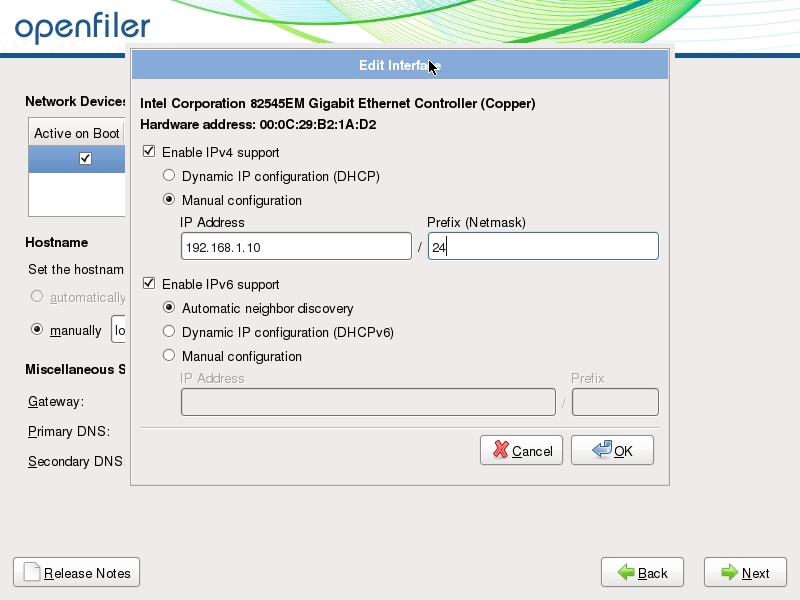 openfiler
Edit Interface
Network Devices
Intel Corporation 82545EM Gigabit Ethernet Controller (Copper)
Hardware address: 00:0C:29:B2:1A:D2
Active on Boot
Enable IPv4 support
Dynamic IP configuration (DHCP)
Manual configuration
IP Address Prefix (Netmask)
192.168.1.10 / 24
Hostname
Set the hostnam
automatically
manually lo
Enable IPv6 support
Automatic neighbor discovery
Dynamic IP configuration (DHCPv6)
Manual configuration
IP Address Prefix
/
Miscellaneous S
Gateway:
Primary DNS:
Secondary DNS
Cancel OK
Release Notes Back Next